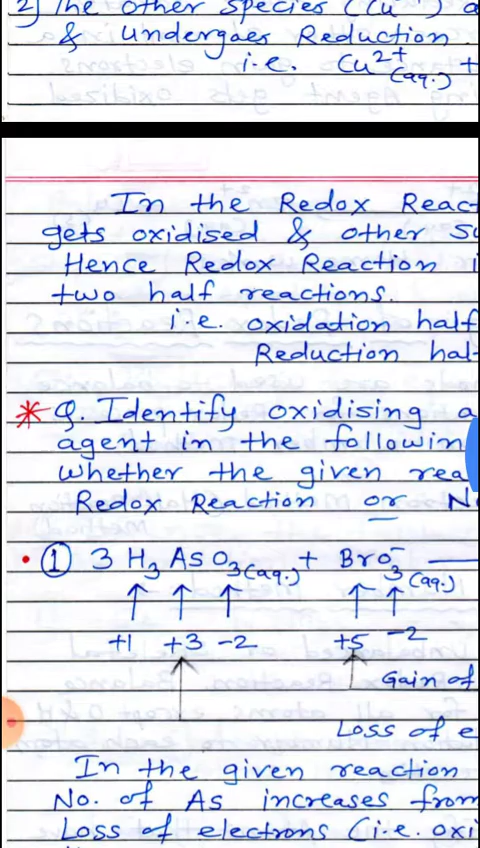 2) The other species (Cu²⁺)
& undergoes Reduction.
i.e. Cu²⁺(aq.) +
In the Redox React
gets oxidised & other su
Hence Redox Reaction i
two half reactions.
i.e. oxidation half
Reduction hal
* Q. Identify oxidising a
agent in the followin
whether the given rea
Redox Reaction or N
• ① 3 H₃AsO₃(aq.) + BrO₃⁻(aq.) —
↑ ↑ ↑ ↑ ↑
+1 +3 -2 +5 -2
Gain of
Loss of e
In the given reaction
No. of As increases from
Loss of electrons (i.e. oxi